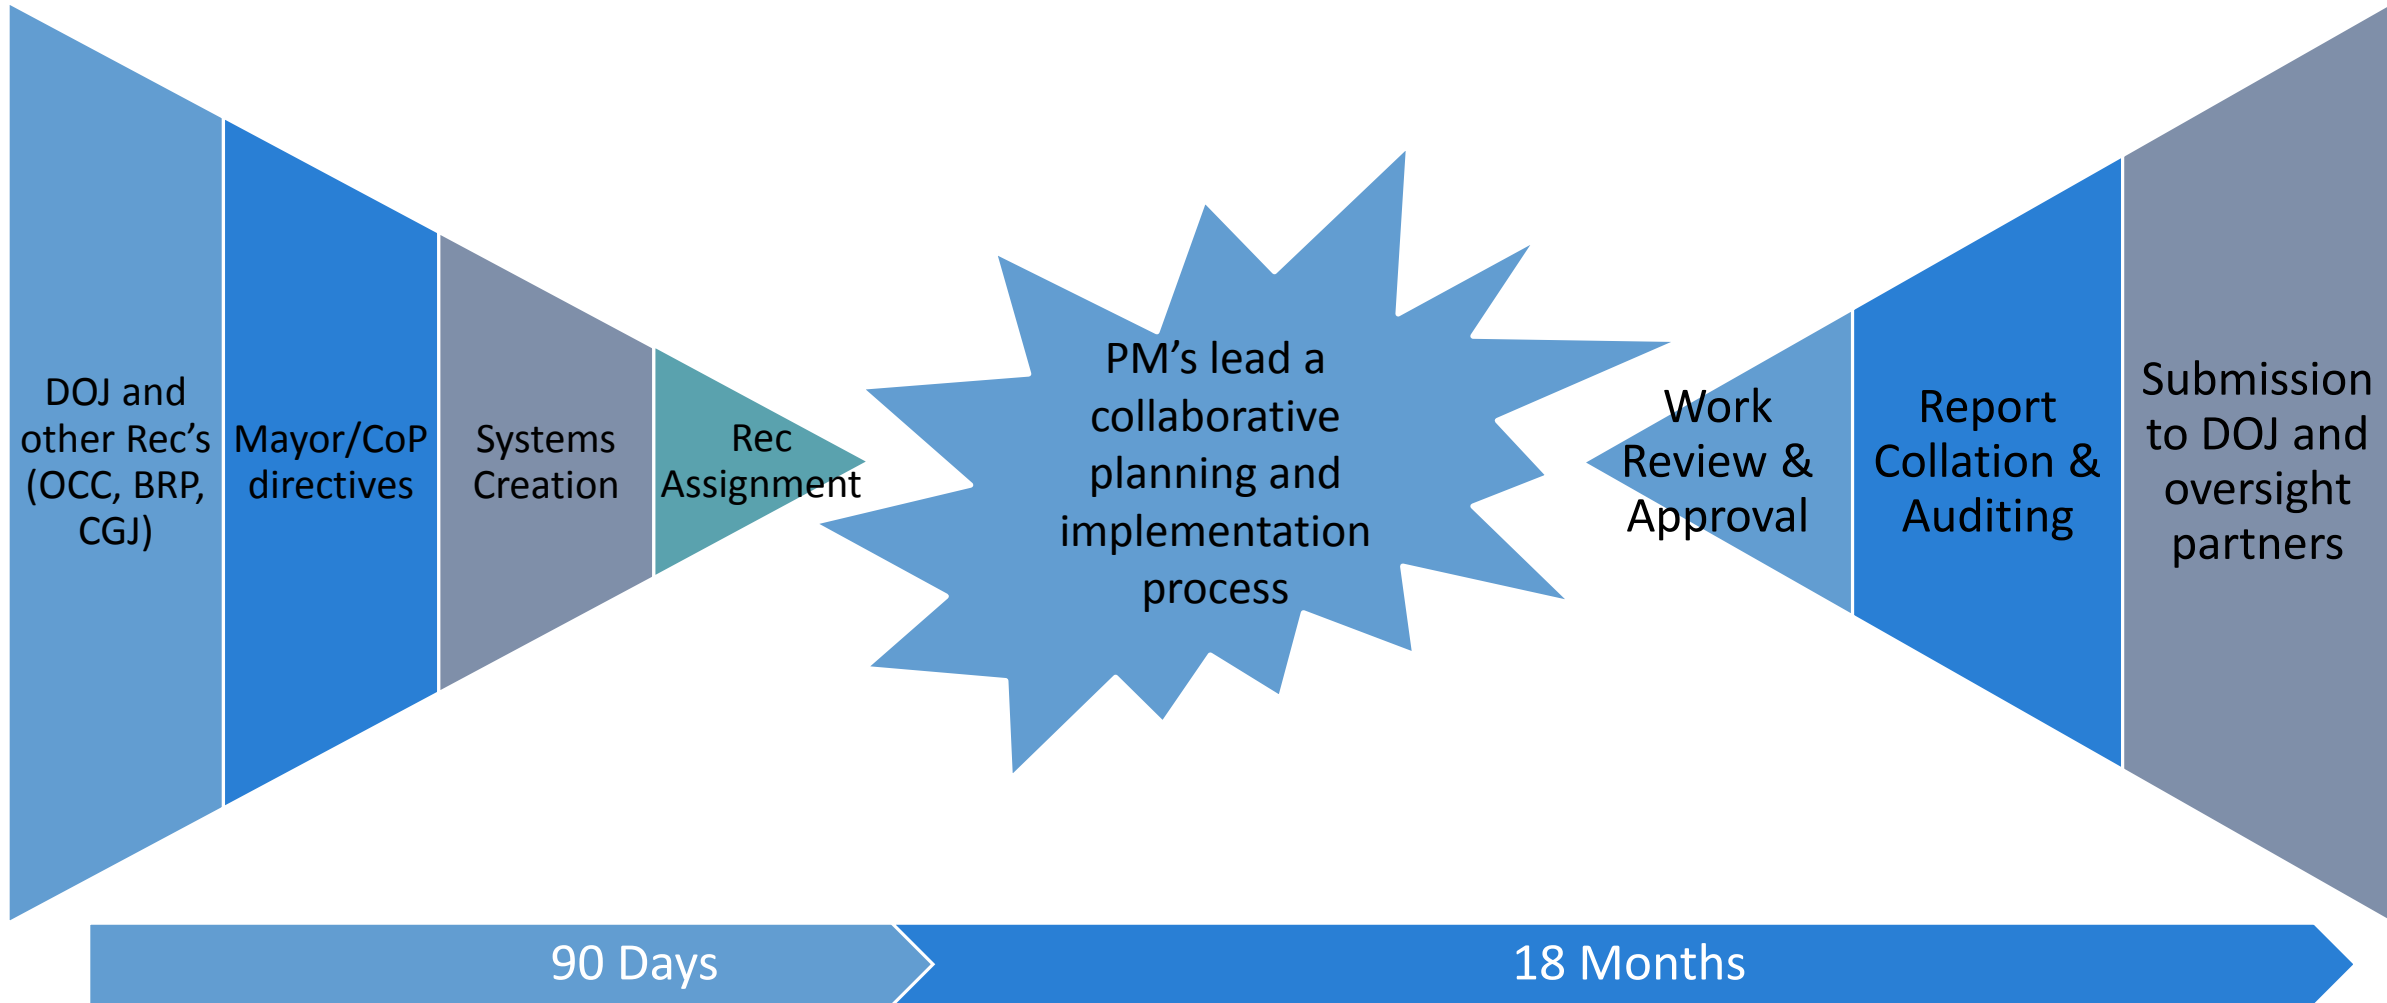 DOJ and
other Rec’s
(OCC, BRP,
CGJ)
Mayor/CoP
directives
Systems
Creation
Rec
Assignment
PM’s lead a
collaborative
planning and
implementation
process
Work
Review &
Approval
Report
Collation &
Auditing
Submission
to DOJ and
oversight
partners
90 Days
18 Months